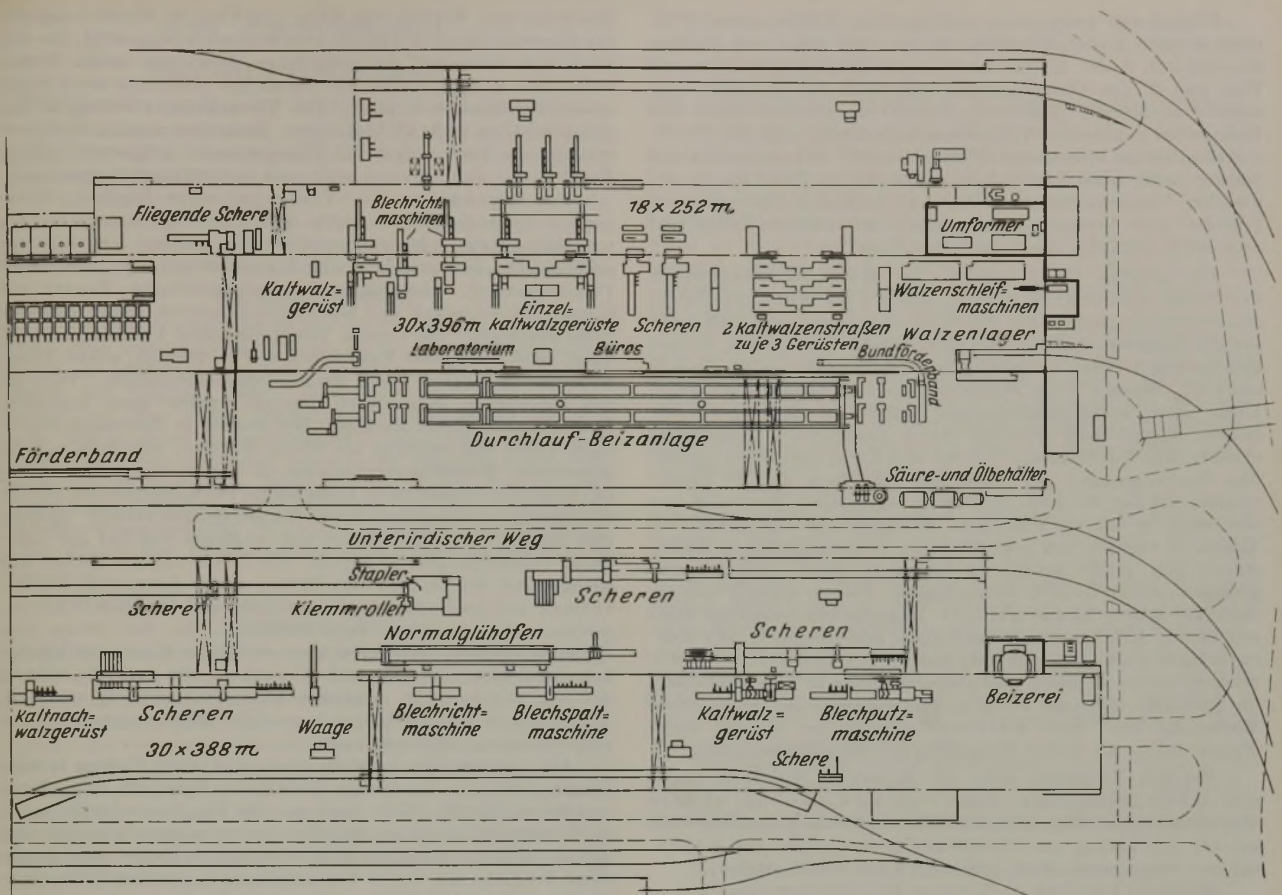 Fliegende Schere
Blechricht-
maschinen
18 x 252 m.
Umformer
Kaltwalz-
gerüst
30x396m
Einzel-
kaltwalzgerüste
Scheren
2 Kaltwalzenstraßen
zu je 3 Gerüsten
Walzenschleif-
maschinen
Walzenlager
Laboratorium
Büros
Bundförderband
Durchlauf-Beizanlage
Förderband
Säure-und Ölbehälter
Unterirdischer Weg
Stapler
Schere
Klemmrollen
Scheren
Normalglühofen
Scheren
Beizerei
Kaltnach-
walzgerüst
Scheren
Waage
Blechricht-
maschine
Blechspalt-
maschine
Kaltwalz=
gerüst
Blechputz=
maschine
30 x 388 m
Schere